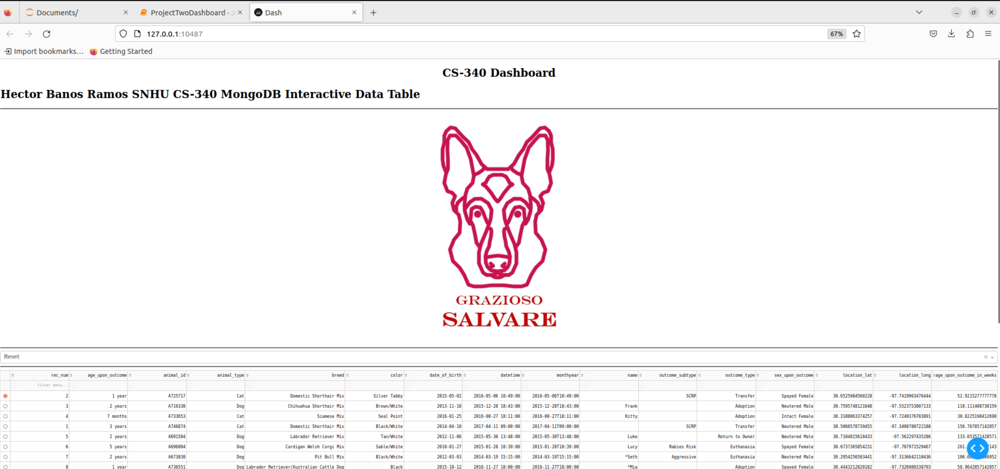 Documents/
ProjectTwoDashboard - J
Dash
127.0.0.1:10487
67%
Import bookmarks...
Getting Started
CS-340 Dashboard
Hector Banos Ramos SNHU CS-340 MongoDB Interactive Data Table
GRAZIOSO
SALVARE
Reset
rec_num age_upon_outcome animal_id animal_type breed color date_of_birth datetime monthyear name outcome_subtype outcome_type sex_upon_outcome location_lat location_long age_upon_outcome_in_weeks
filter data...
2 1 year A725717 Cat Domestic Shorthair Mix Silver Tabby 2015-05-02 2016-05-06 10:49:00 2016-05-06T10:49:00 SCRP Transfer Spayed Female 30.6525984560228 -97.7419963476444 52.9215277777778
3 2 years A716330 Dog Chihuahua Shorthair Mix Brown/White 2013-11-18 2015-12-28 18:43:00 2015-12-28T18:43:00 Frank Adoption Neutered Male 30.7595748121648 -97.5523753807133 110.111408730159
4 7 months A733653 Cat Siamese Mix Seal Point 2016-01-25 2016-08-27 18:11:00 2016-08-27T18:11:00 Kitty Adoption Intact Female 30.3188063374257 -97.7240376703891 30.8225198412698
1 3 years A746874 Cat Domestic Shorthair Mix Black/White 2014-04-10 2017-04-11 09:00:00 2017-04-11T09:00:00 SCRP Transfer Neutered Male 30.5066578739455 -97.3408780722188 156.767857142857
5 2 years A691584 Dog Labrador Retriever Mix Tan/White 2012-11-06 2015-05-30 13:48:00 2015-05-30T13:48:00 Luke Return to Owner Neutered Male 30.7104815618433 -97.562297435286 133.653571428571
6 5 years A696004 Dog Cardigan Welsh Corgi Mix Sable/White 2010-01-27 2015-01-28 10:39:00 2015-01-28T10:39:00 Lucy Rabies Risk Euthanasia Spayed Female 30.6737365854231 -97.707971529467 261.
7 2 years A673830 Dog Pit Bull Mix Black/White 2012-03-03 2014-03-19 15:15:00 2014-03-19T15:15:00 *Seth Aggressive Euthanasia Neutered Male 30.2954256583441 -97.3136642110436
8 1 year A736551 Dog Labrador Retriever/Australian Cattle Dog Black 2015-10-12 2016-11-27 18:00:00 2016-11-27T18:00:00 *Mia Adoption Spayed Female 30.4443212820182 -97.7326980338793 58.9642857142857